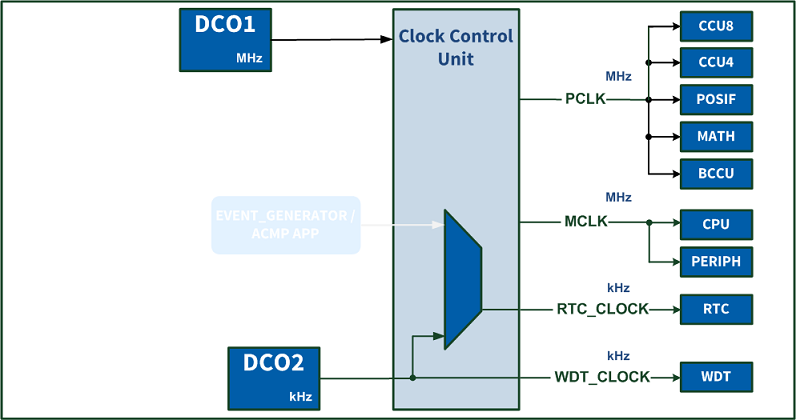 DCO1
MHz
Clock Control
Unit
EVENT_GENERATOR /
ACMP APP
DCO2
kHz
MHz
PCLK
CCU8
CCU4
POSIF
MATH
BCCU
MHz
MCLK
CPU
PERIPH
kHz
RTC_CLOCK
RTC
kHz
WDT_CLOCK
WDT